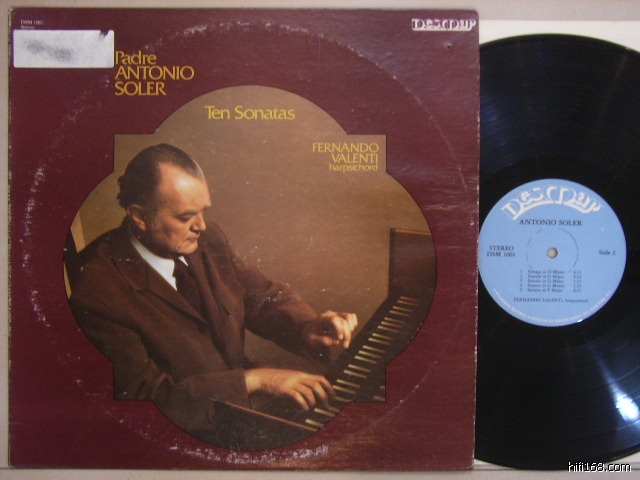 DSM 1001
Stereo
DESMAR
Padre
ANTONIO
SOLER
Ten Sonatas
FERNANDO
VALENTI
harpsichord
DESMAR
ANTONIO SOLER
STEREO
DSM 1001
Side 2
FERNANDO VALENTI, harpsichord
hifi168.com